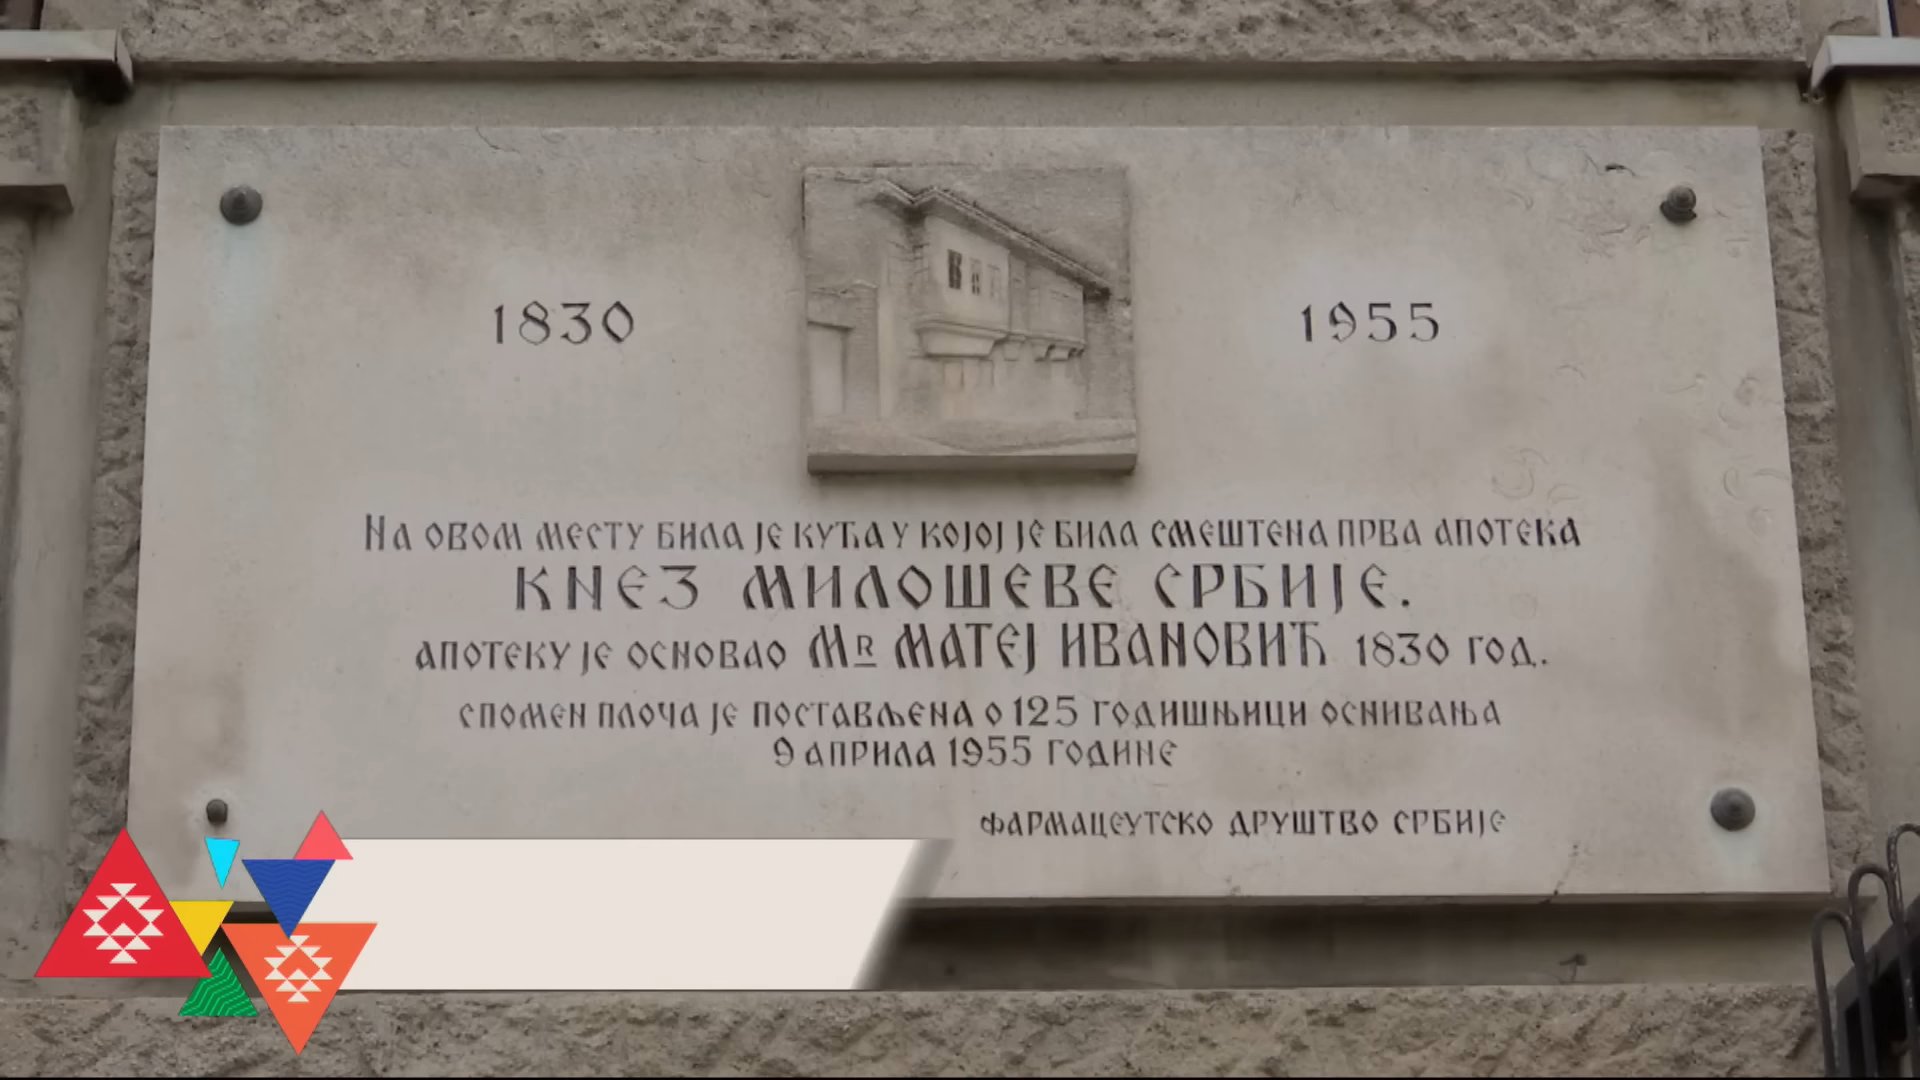 1830
1955
На овом месту била је кућа у којој је била смештена прва апотека
КНЕЗ МИЛОШЕВЕ СРБИЈЕ.
апотеку је основао МR МАТЕЈ ИВАНОВИЋ 1830 год.
спомен плоча је постављена о 125 годишњици оснивања
9 априла 1955 године
фармацеутско друштво србије